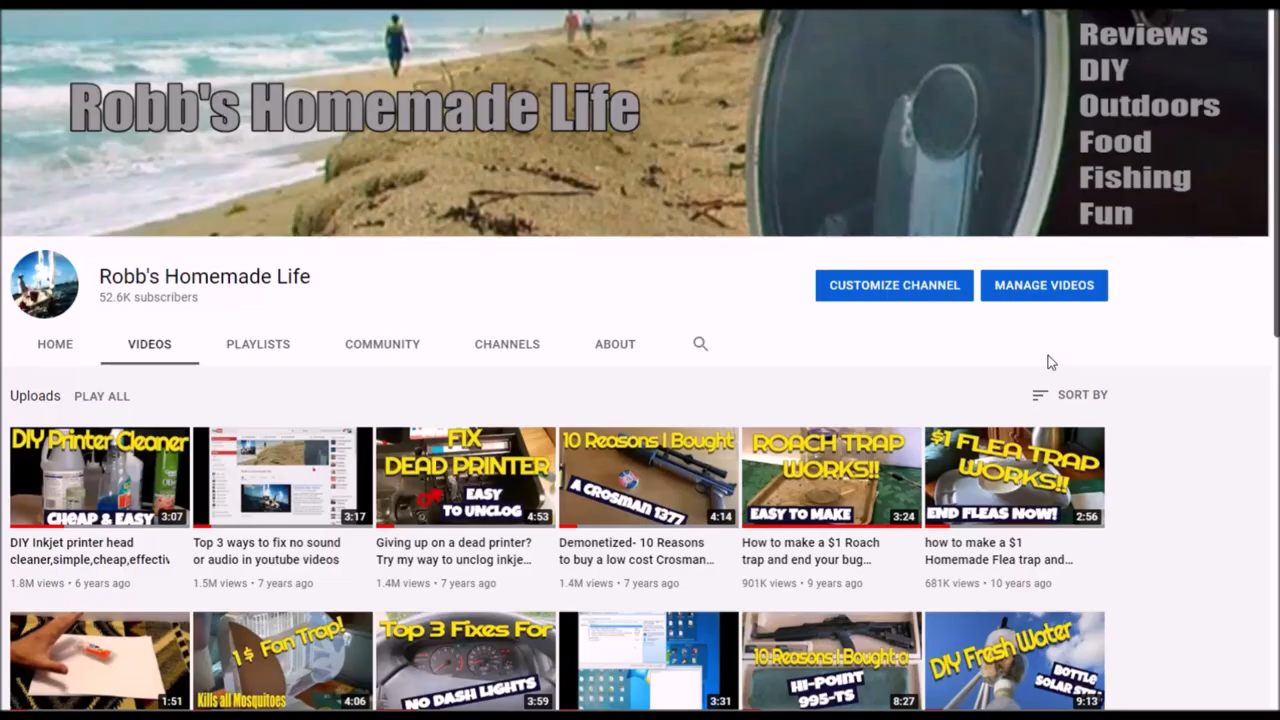 Reviews
DIY
Outdoors
Food
Fishing
Fun
Robb's Homemade Life
Robb's Homemade Life
52.6K subscribers
CUSTOMIZE CHANNEL
MANAGE VIDEOS
HOME
VIDEOS
PLAYLISTS
COMMUNITY
CHANNELS
ABOUT
Uploads
PLAY ALL
SORT BY
DIY Printer Cleaner
CHEAP & EASY
3:07
DIY Inkjet printer head
cleaner,simple,cheap,effectiv
1.8M views • 6 years ago
3:17
Top 3 ways to fix no sound
or audio in youtube videos
1.5M views • 7 years ago
FIX
DEAD PRINTER
EASY
TO UNCLOG
4:53
Giving up on a dead printer?
Try my way to unclog inkje...
1.4M views • 7 years ago
10 Reasons I Bought
A CROSMAN 1377
4:14
Demonetized- 10 Reasons
to buy a low cost Crosman...
1.4M views • 7 years ago
ROACH TRAP
WORKS!!
EASY TO MAKE
3:24
How to make a $1 Roach
trap and end your bug...
901K views • 9 years ago
$1 FLEA TRAP
WORKS!!
END FLEAS NOW!
2:56
how to make a $1
Homemade Flea trap and...
681K views • 10 years ago
1:51
1$ Fan Trap!
Kills all Mosquitoes
4:06
Top 3 Fixes For
NO DASH LIGHTS
3:59
3:31
10 Reasons I Bought a
HI-POINT
995-TS
8:27
DIY Fresh Water
BOTTLE
SOLAR
9:13